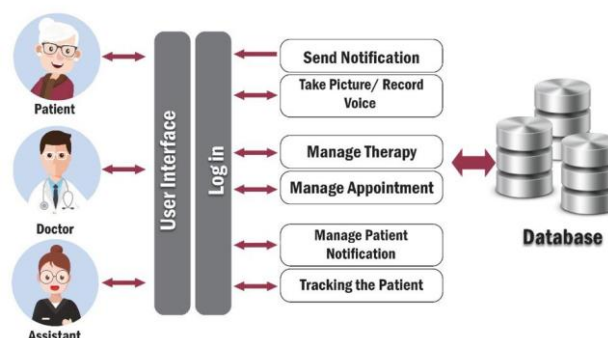 Patient
Doctor
Assistant
User Interface
Log in
Send Notification
Take Picture/ Record
Voice
Manage Therapy
Manage Appointment
Manage Patient
Notification
Tracking the Patient
Database